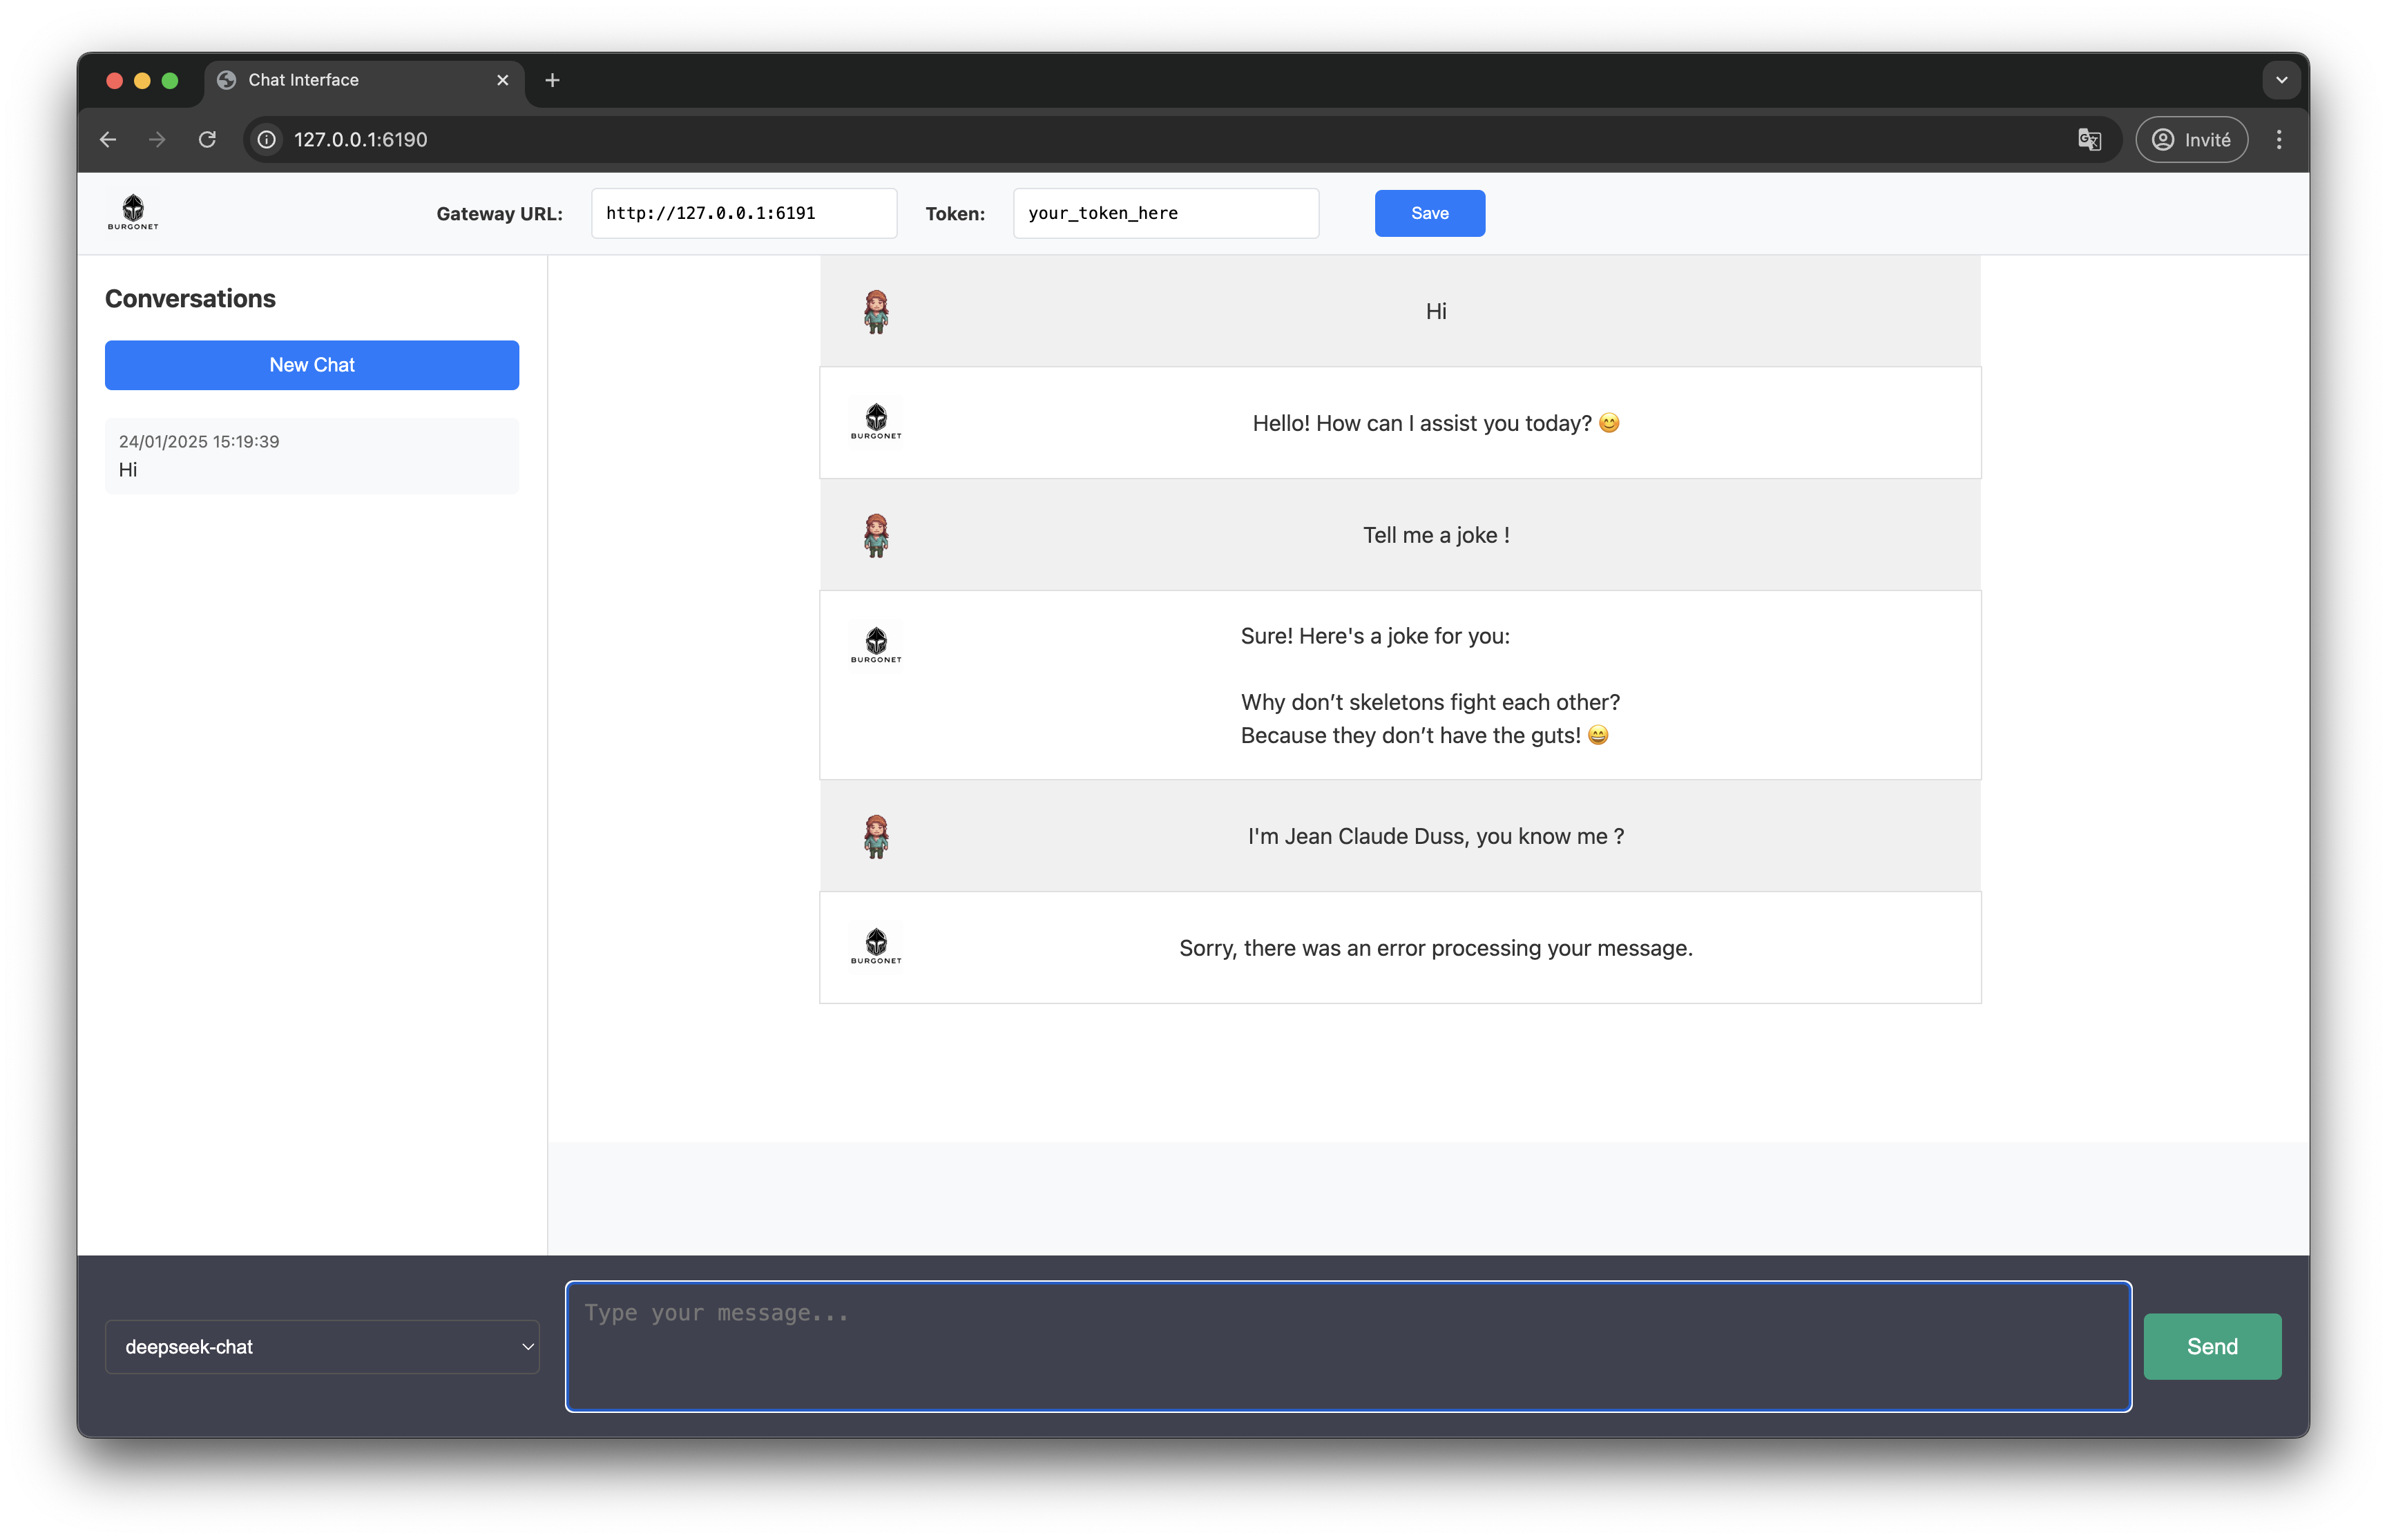 Chat Interface
127.0.0.1:6190
Invité
BURGONET
Gateway URL:
http://127.0.0.1:6191
Token:
your_token_here
Save
Conversations
New Chat
24/01/2025 15:19:39
Hi
Hi
BURGONET
Hello! How can I assist you today? 😊
Tell me a joke !
BURGONET
Sure! Here's a joke for you:
Why don’t skeletons fight each other?
Because they don’t have the guts! 😄
I'm Jean Claude Duss, you know me ?
BURGONET
Sorry, there was an error processing your message.
deepseek-chat
Type your message...
Send